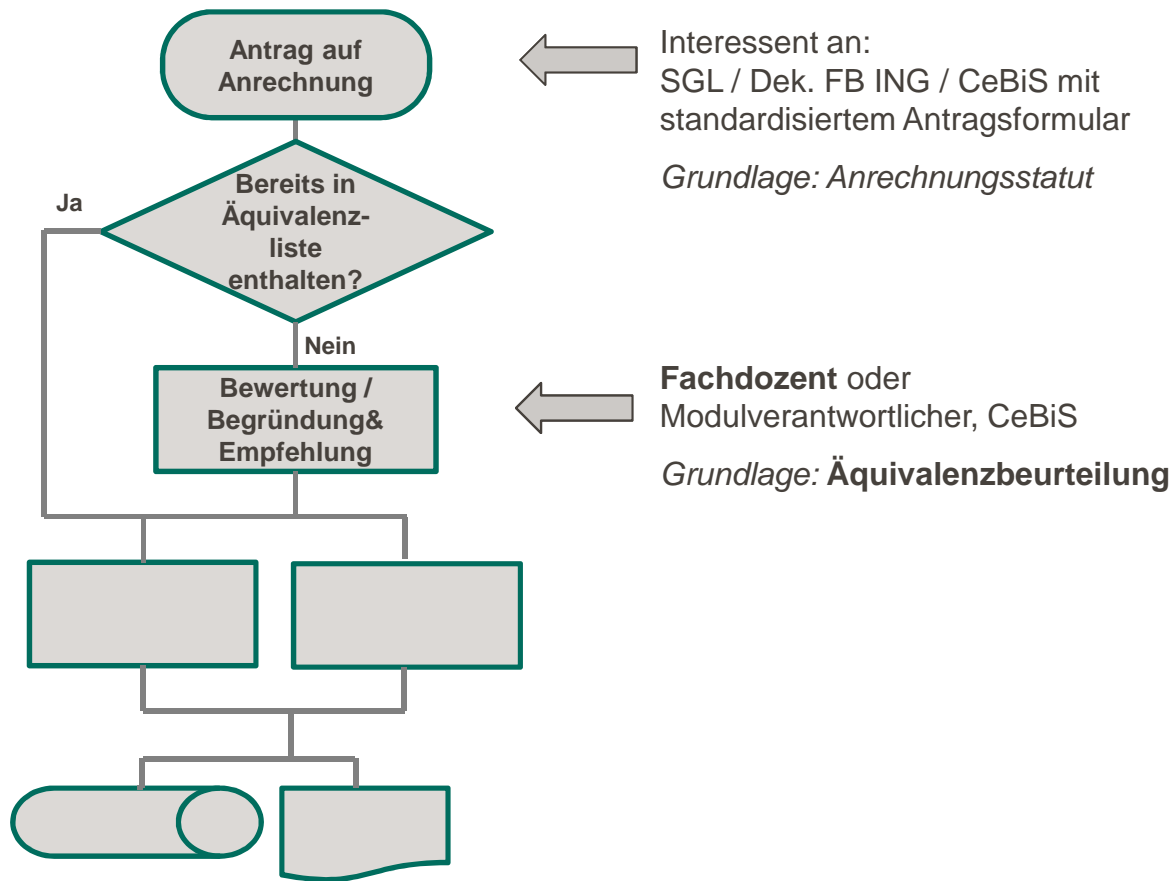 Antrag auf
Anrechnung
Interessent an:
SGL / Dek. FB ING / CeBiS mit
standardisiertem Antragsformular
Grundlage: Anrechnungsstatut
Ja
Bereits in
Äquivalenz-
liste
enthalten?
Nein
Bewertung /
Begründung&
Empfehlung
Fachdozent oder
Modulverantwortlicher, CeBiS
Grundlage: Äquivalenzbeurteilung